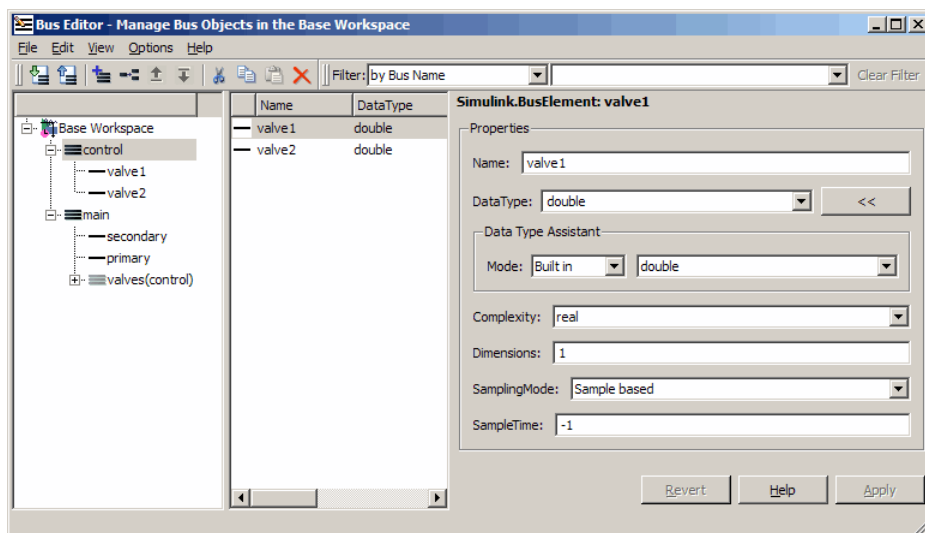 Bus Editor - Manage Bus Objects in the Base Workspace
File Edit View Options Help
Filter: by Bus Name Clear Filter
Name DataType
Base Workspace
control
valve1
valve2
main
secondary
primary
valves(control)
valve1 double
valve2 double
Simulink.BusElement: valve1
Properties
Name: valve1
DataType: double <<
Data Type Assistant
Mode: Built in double
Complexity: real
Dimensions: 1
SamplingMode: Sample based
SampleTime: -1
Revert Help Apply